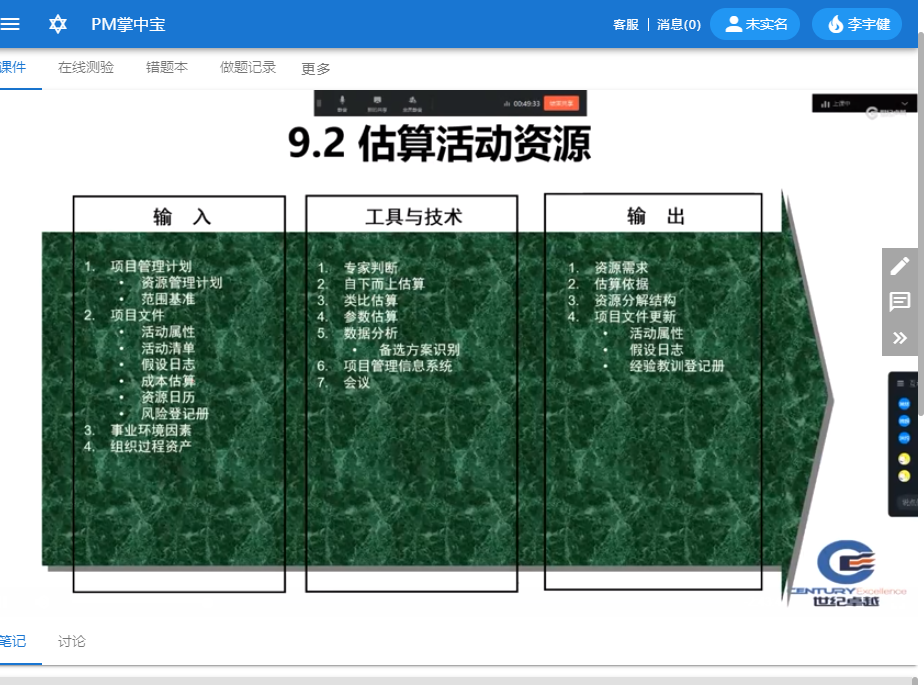 PM掌中宝
客服
消息(0)
未实名
李宇健
课件
在线测验
错题本
做题记录
更多
00:49:33
上课中
9.2 估算活动资源
输 入
1. 项目管理计划
• 资源管理计划
• 范围基准
2. 项目文件
• 活动属性
• 活动清单
• 假设日志
• 成本估算
• 资源日历
• 风险登记册
3. 事业环境因素
4. 组织过程资产
工具与技术
1. 专家判断
2. 自下而上估算
3. 类比估算
4. 参数估算
5. 数据分析
• 备选方案识别
6. 项目管理信息系统
7. 会议
输 出
1. 资源需求
2. 估算依据
3. 资源分解结构
4. 项目文件更新
• 活动属性
• 假设日志
• 经验教训登记册
CENTURY Excellence
世纪卓越
笔记
讨论